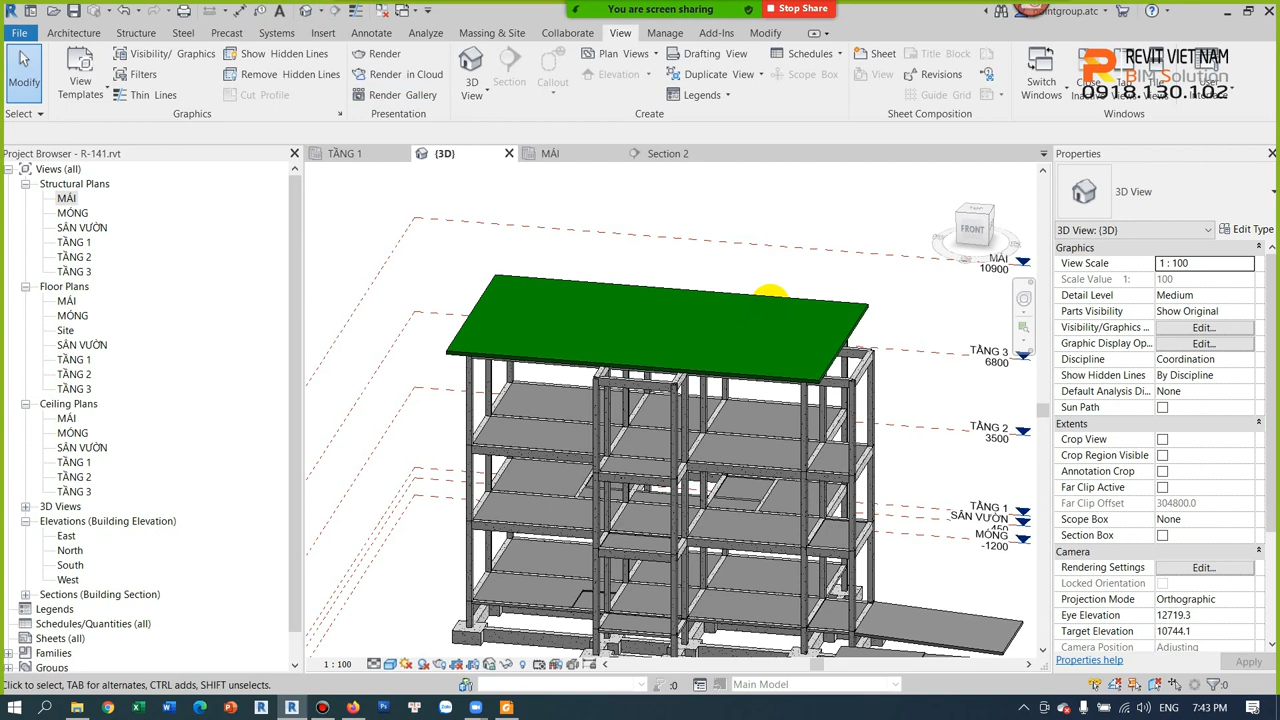 You are screen sharing
Stop Share
ointgroup.atc
File
Architecture
Structure
Steel
Precast
Systems
Insert
Annotate
Analyze
Massing & Site
Collaborate
View
Manage
Add-Ins
Modify
Modify
View
Templates
Visibility/ Graphics
Filters
Thin Lines
Show Hidden Lines
Remove Hidden Lines
Cut Profile
Render
Render in Cloud
Render Gallery
3D
View
Section
Callout
Plan Views
Elevation
Drafting View
Duplicate View
Legends
Schedules
Scope Box
Sheet
View
Title Block
Revisions
Guide Grid
Switch
Windows
Close
Inactive
Tab
Views
User
Interface
REVIT VIETNAM
BIM Solution
0918.130.102
Select
Graphics
Presentation
Create
Sheet Composition
Windows
Project Browser - R-141.rvt
TẦNG 1
{3D}
MÁI
Section 2
Properties
Views (all)
Structural Plans
MÁI
MÓNG
SÂN VƯỜN
TẦNG 1
TẦNG 2
TẦNG 3
Floor Plans
MÁI
MÓNG
Site
SÂN VƯỜN
TẦNG 1
TẦNG 2
TẦNG 3
Ceiling Plans
MÁI
MÓNG
SÂN VƯỜN
TẦNG 1
TẦNG 2
TẦNG 3
3D Views
Elevations (Building Elevation)
East
North
South
West
Sections (Building Section)
Legends
Schedules/Quantities (all)
Sheets (all)
Families
Groups
FRONT
MÁI
10900
TẦNG 3
6800
TẦNG 2
3500
TẦNG 1
SÂN VƯỜN
-450
MÓNG
-1200
3D View
3D View: {3D}
Edit Type
Graphics
View Scale
1 : 100
Scale Value 1:
100
Detail Level
Medium
Parts Visibility
Show Original
Visibility/Graphics ...
Edit...
Graphic Display Op...
Edit...
Discipline
Coordination
Show Hidden Lines
By Discipline
Default Analysis Di...
None
Sun Path
Extents
Crop View
Crop Region Visible
Annotation Crop
Far Clip Active
Far Clip Offset
304800.0
Scope Box
None
Section Box
Camera
Rendering Settings
Edit...
Locked Orientation
Projection Mode
Orthographic
Eye Elevation
12719.3
Target Elevation
10744.1
Camera Position
Adjusting
Properties help
Apply
1 : 100
Click to select, TAB for alternates, CTRL adds, SHIFT unselects.
:0
Main Model
:0
ENG
7:43 PM